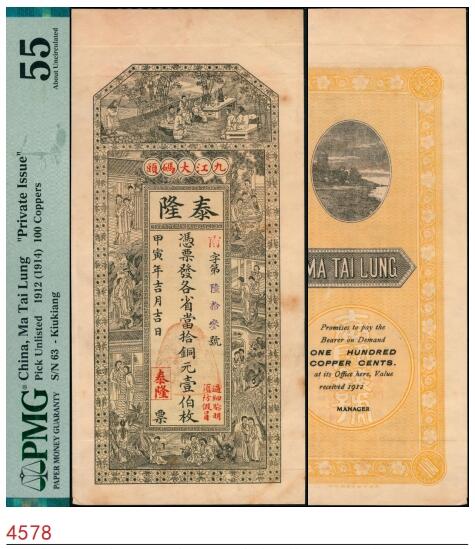 PMG
PAPER MONEY GUARANTY
China, Ma Tai Lung "Private Issue"
Pick Unlisted 1912 (1914) 100 Coppers
S/N 63 - Kiukiang
55
About Uncirculated
九江大碼頭
泰隆
字第陸拾叁號
憑票發各省當拾銅元壹伯枚
甲寅年吉月吉日
票
泰隆
MA TAI LUNG
Promises to pay the
Bearer on Demand
ONE HUNDRED
COPPER CENTS.
at its Office here, Value
received 1912
MANAGER
4578